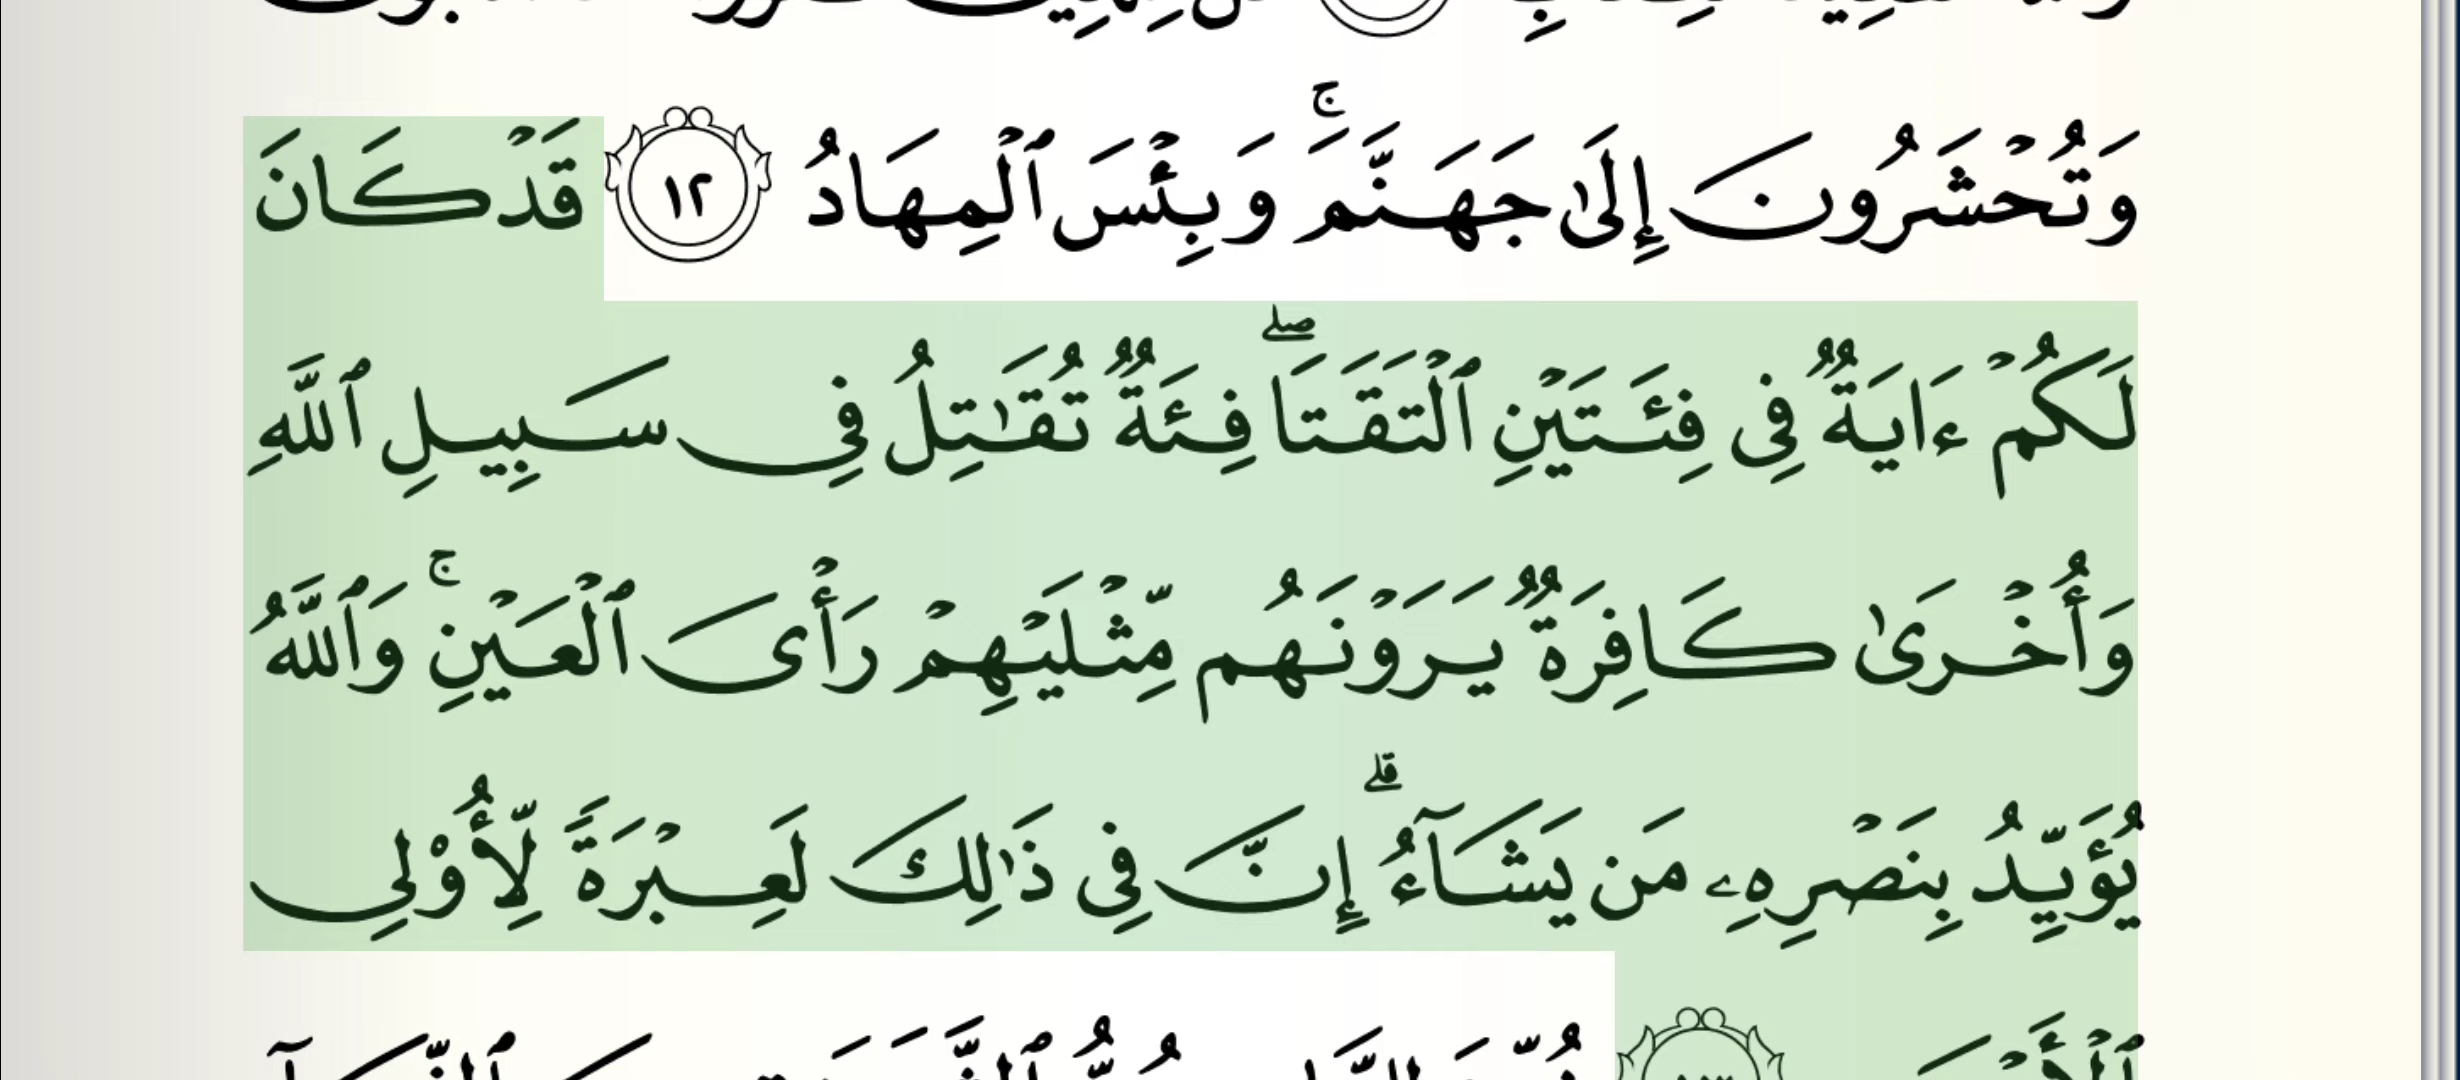 وَتُحْشَرُونَ إِلَىٰ جَهَنَّمَۚ وَبِئْسَ ٱلْمِهَادُ ١٢ قَدْ كَانَ
لَكُمْ ءَايَةٌ فِى فِئَتَيْنِ ٱلْتَقَتَاۖ فِئَةٌ تُقَـٰتِلُ فِى سَبِيلِ ٱللَّهِ
وَأُخْرَىٰ كَافِرَةٌ يَرَوْنَهُم مِّثْلَيْهِمْ رَأْىَ ٱلْعَيْنِۚ وَٱللَّهُ
يُؤَيِّدُ بِنَصْرِهِۦ مَن يَشَآءُۗ إِنَّ فِى ذَٰلِكَ لَعِبْرَةً لِّأُو۟لِى